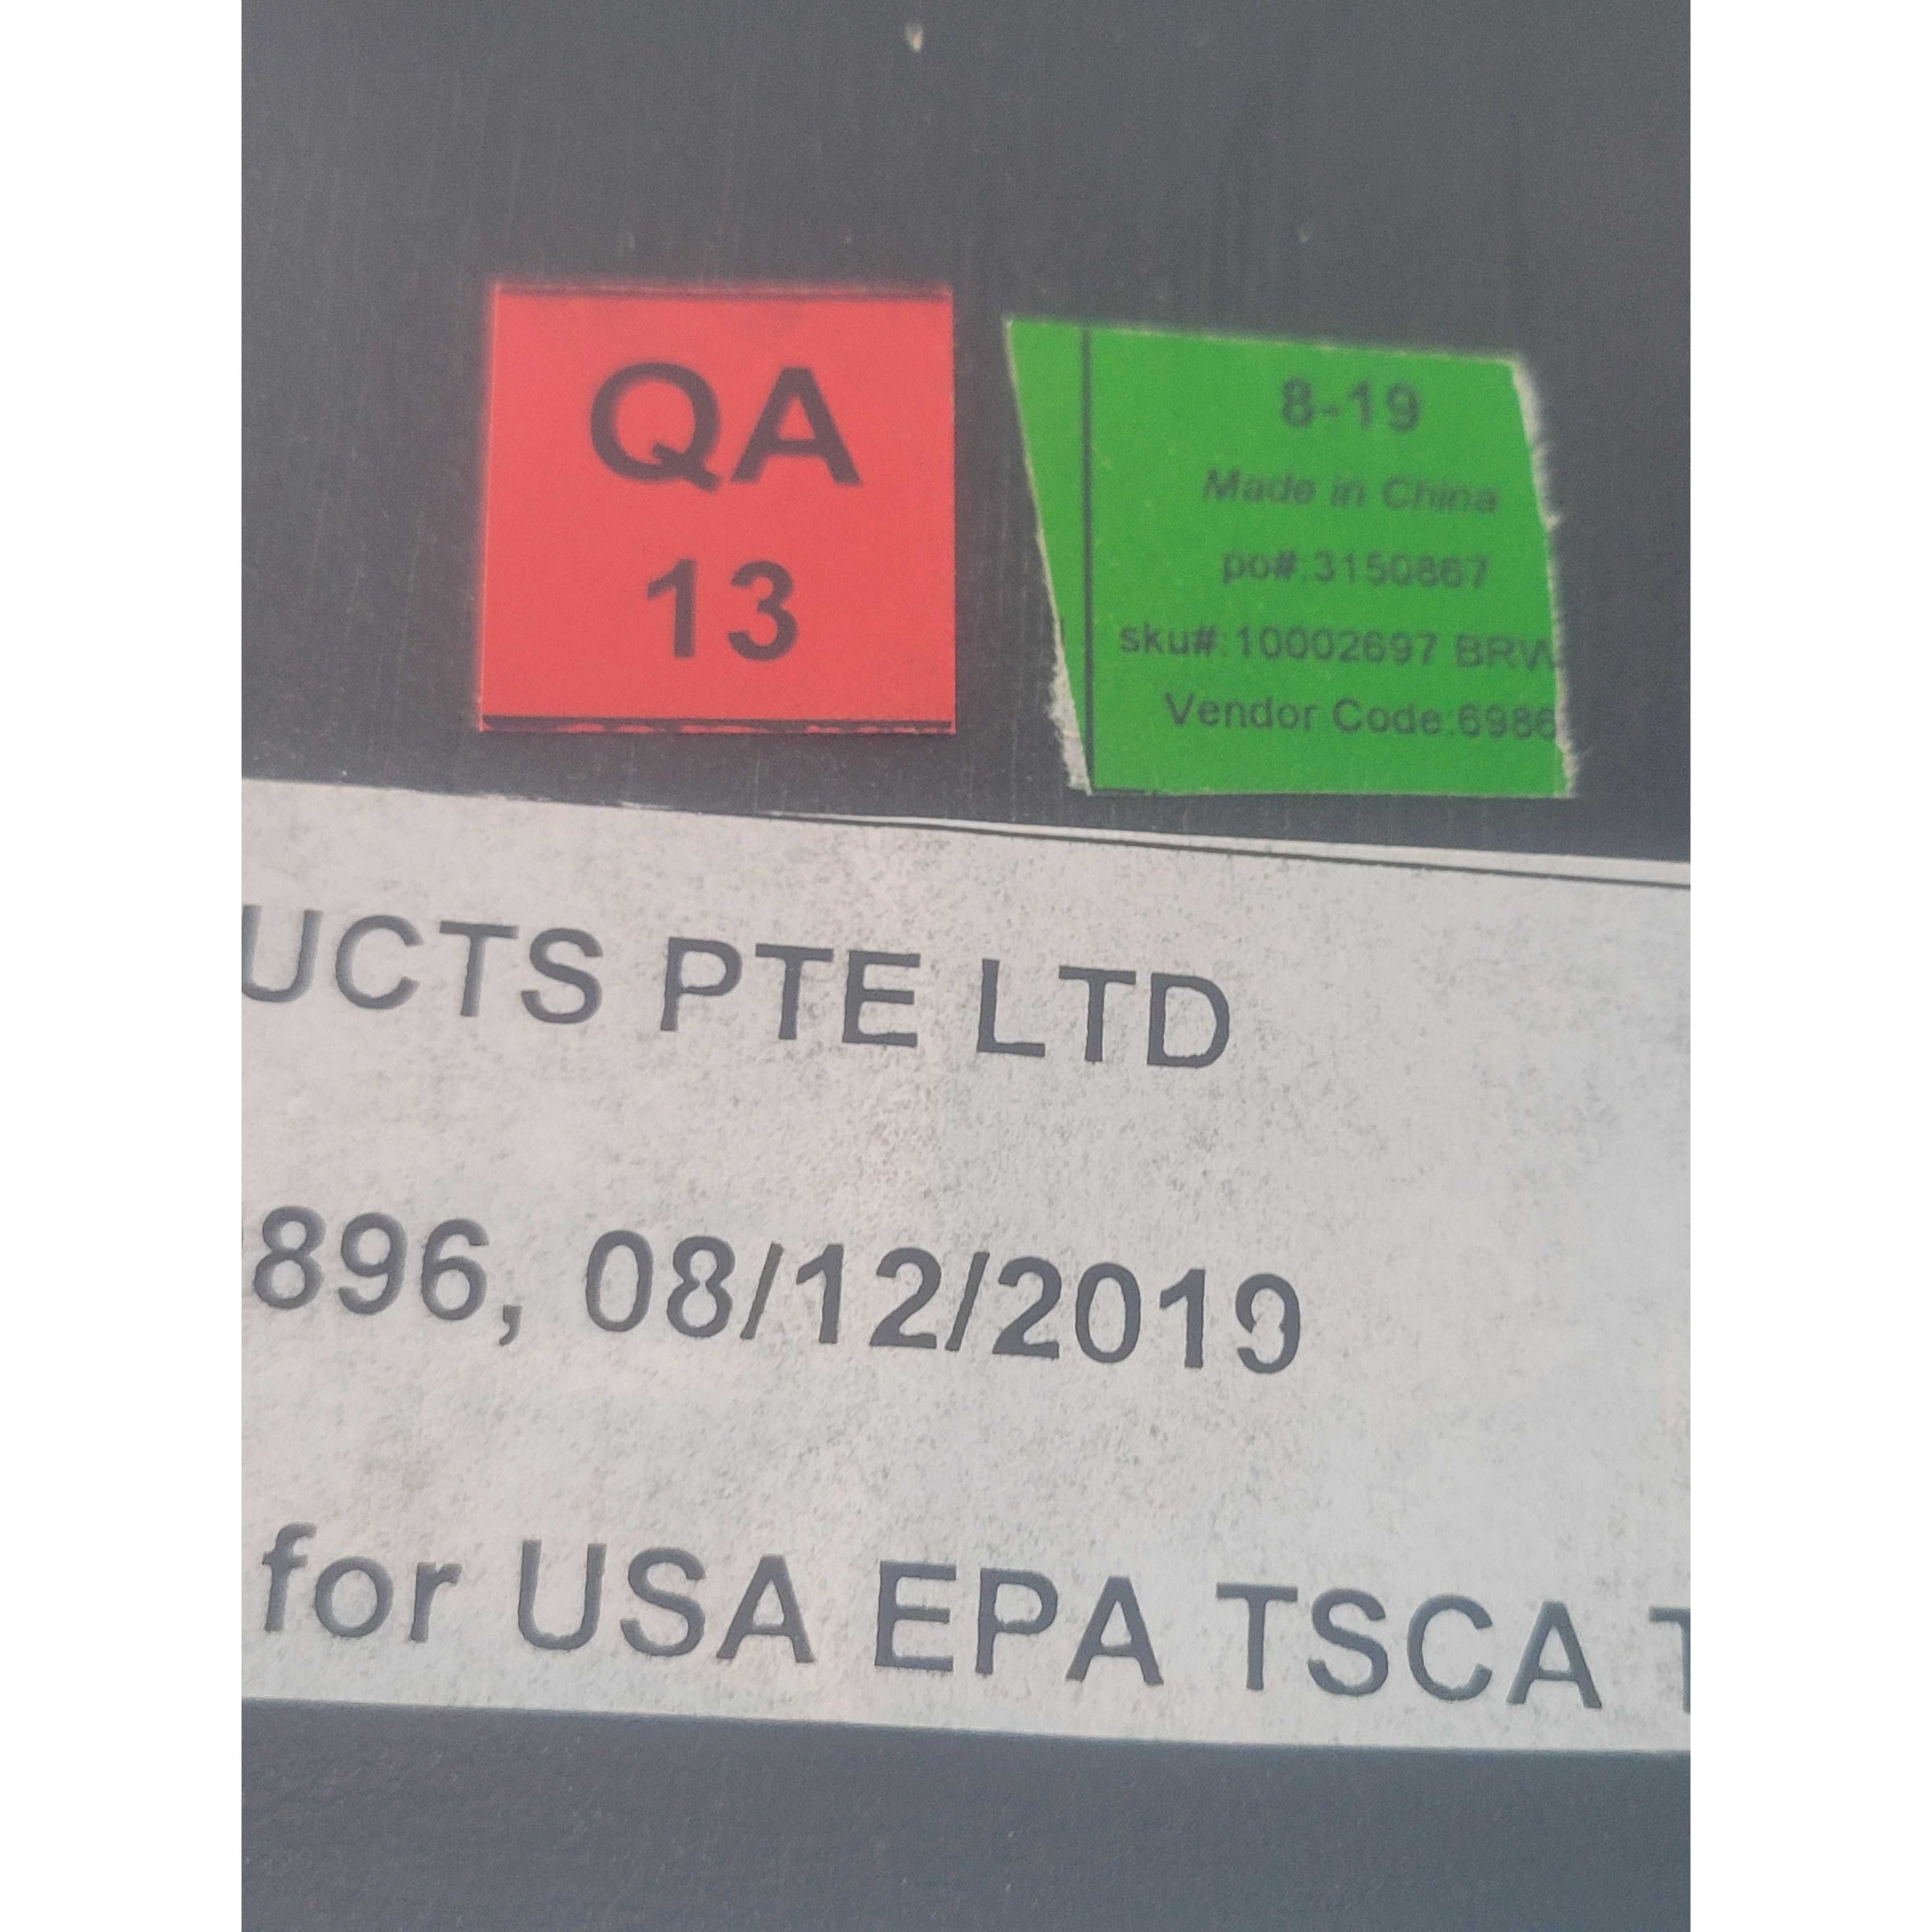 QA
13
8-19
Made in China
po#:3150867
sku#:10002697 BRW
Vendor Code:6986
UCTS PTE LTD
896, 08/12/2019
for USA EPA TSCA T